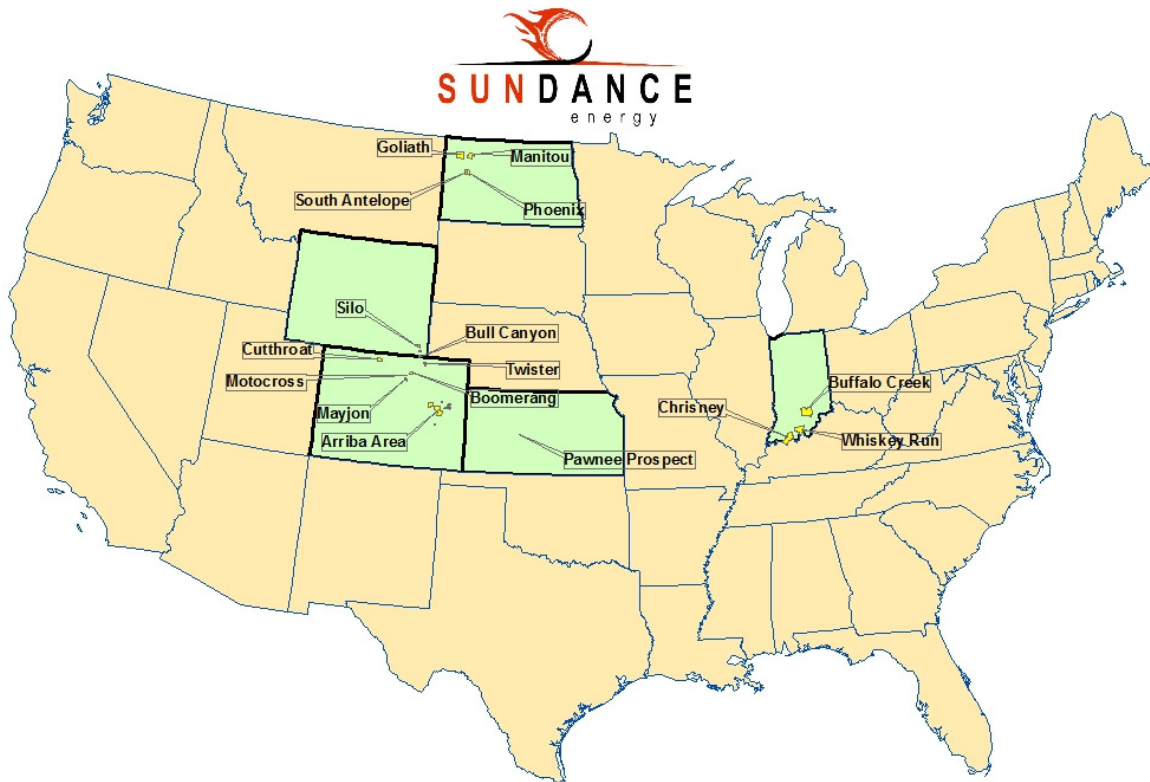 SUNDANCE
energy
Goliath
Manitou
South Antelope
Phoenix
Silo
Bull Canyon
Cutthroat
Twister
Motocross
Boomerang
Mayjon
Arriba Area
Pawnee Prospect
Buffalo Creek
Chrisney
Whiskey Run